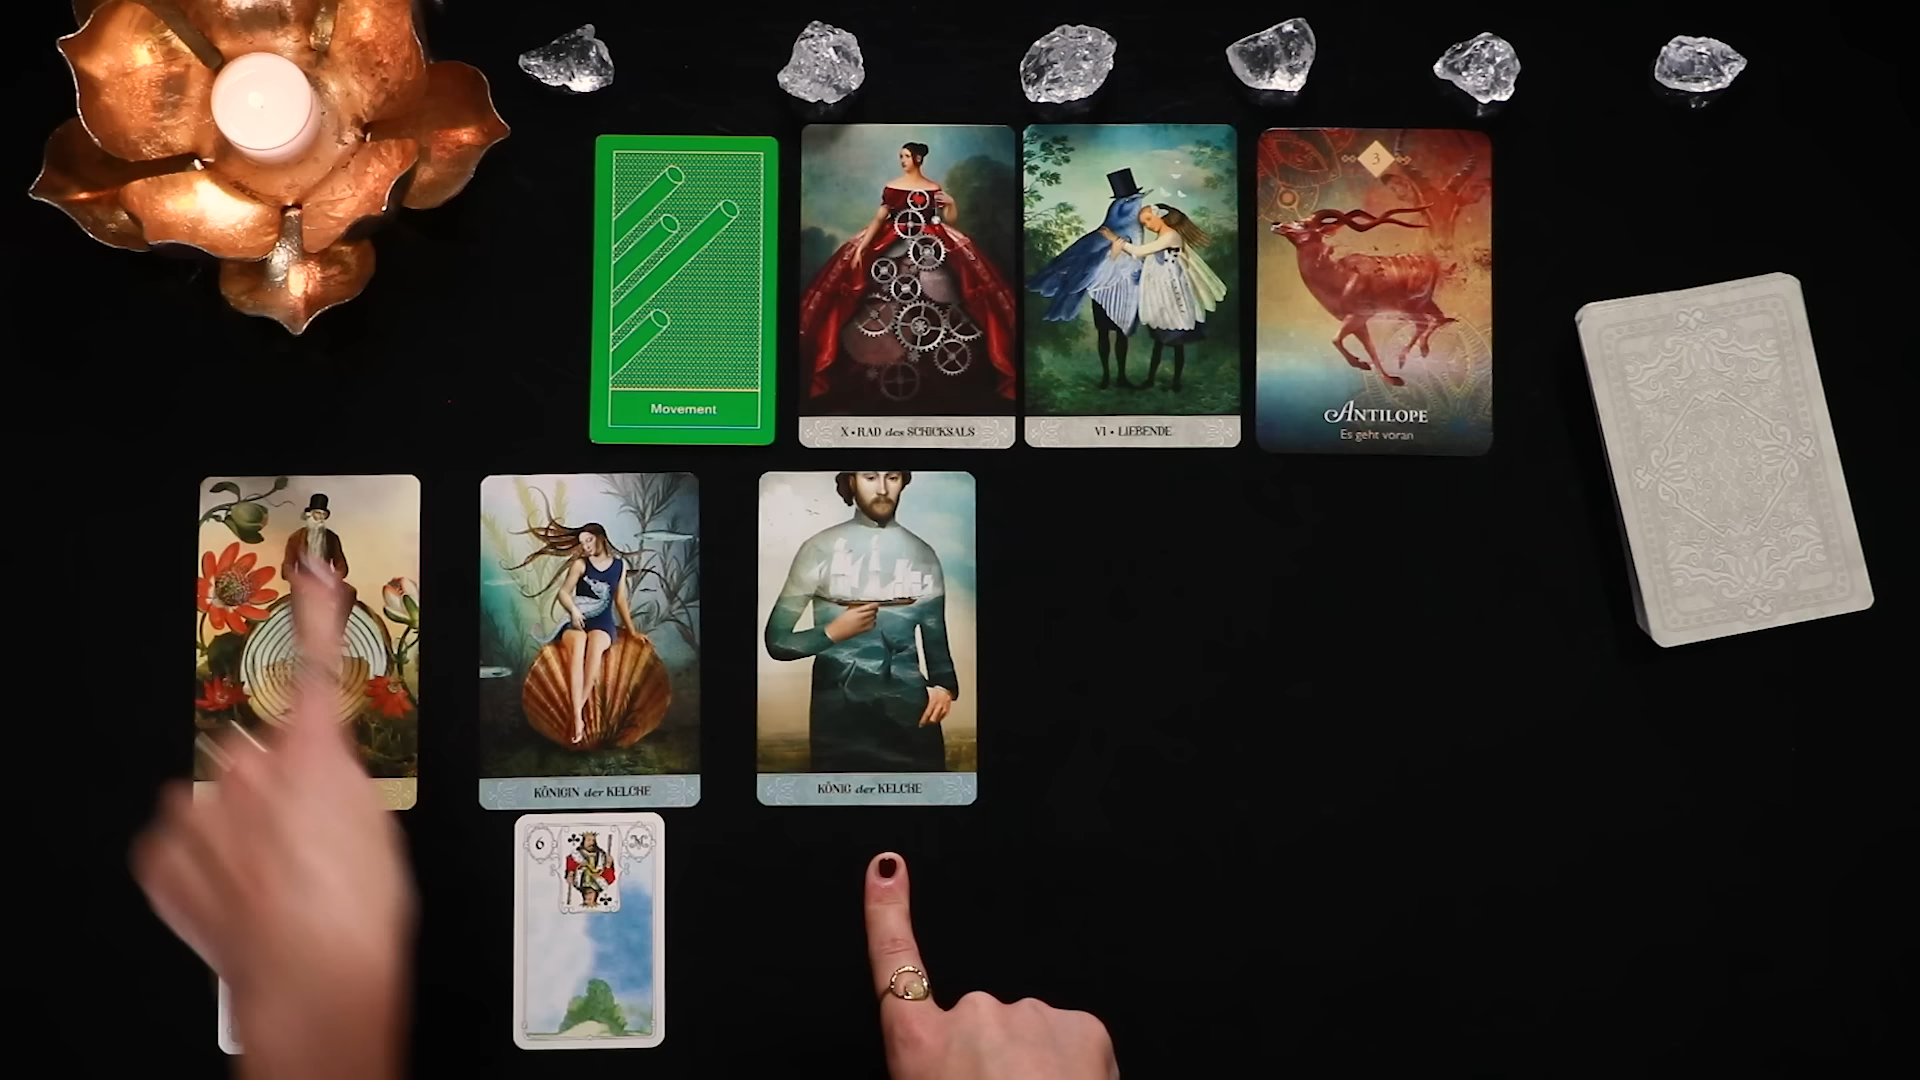 Movement
X • RAD des SCHICKSALS
VI • LIEBENDE
3
ANTILOPE
Es geht voran
KÖNIGIN der KELCHE
KÖNIG der KELCHE
6